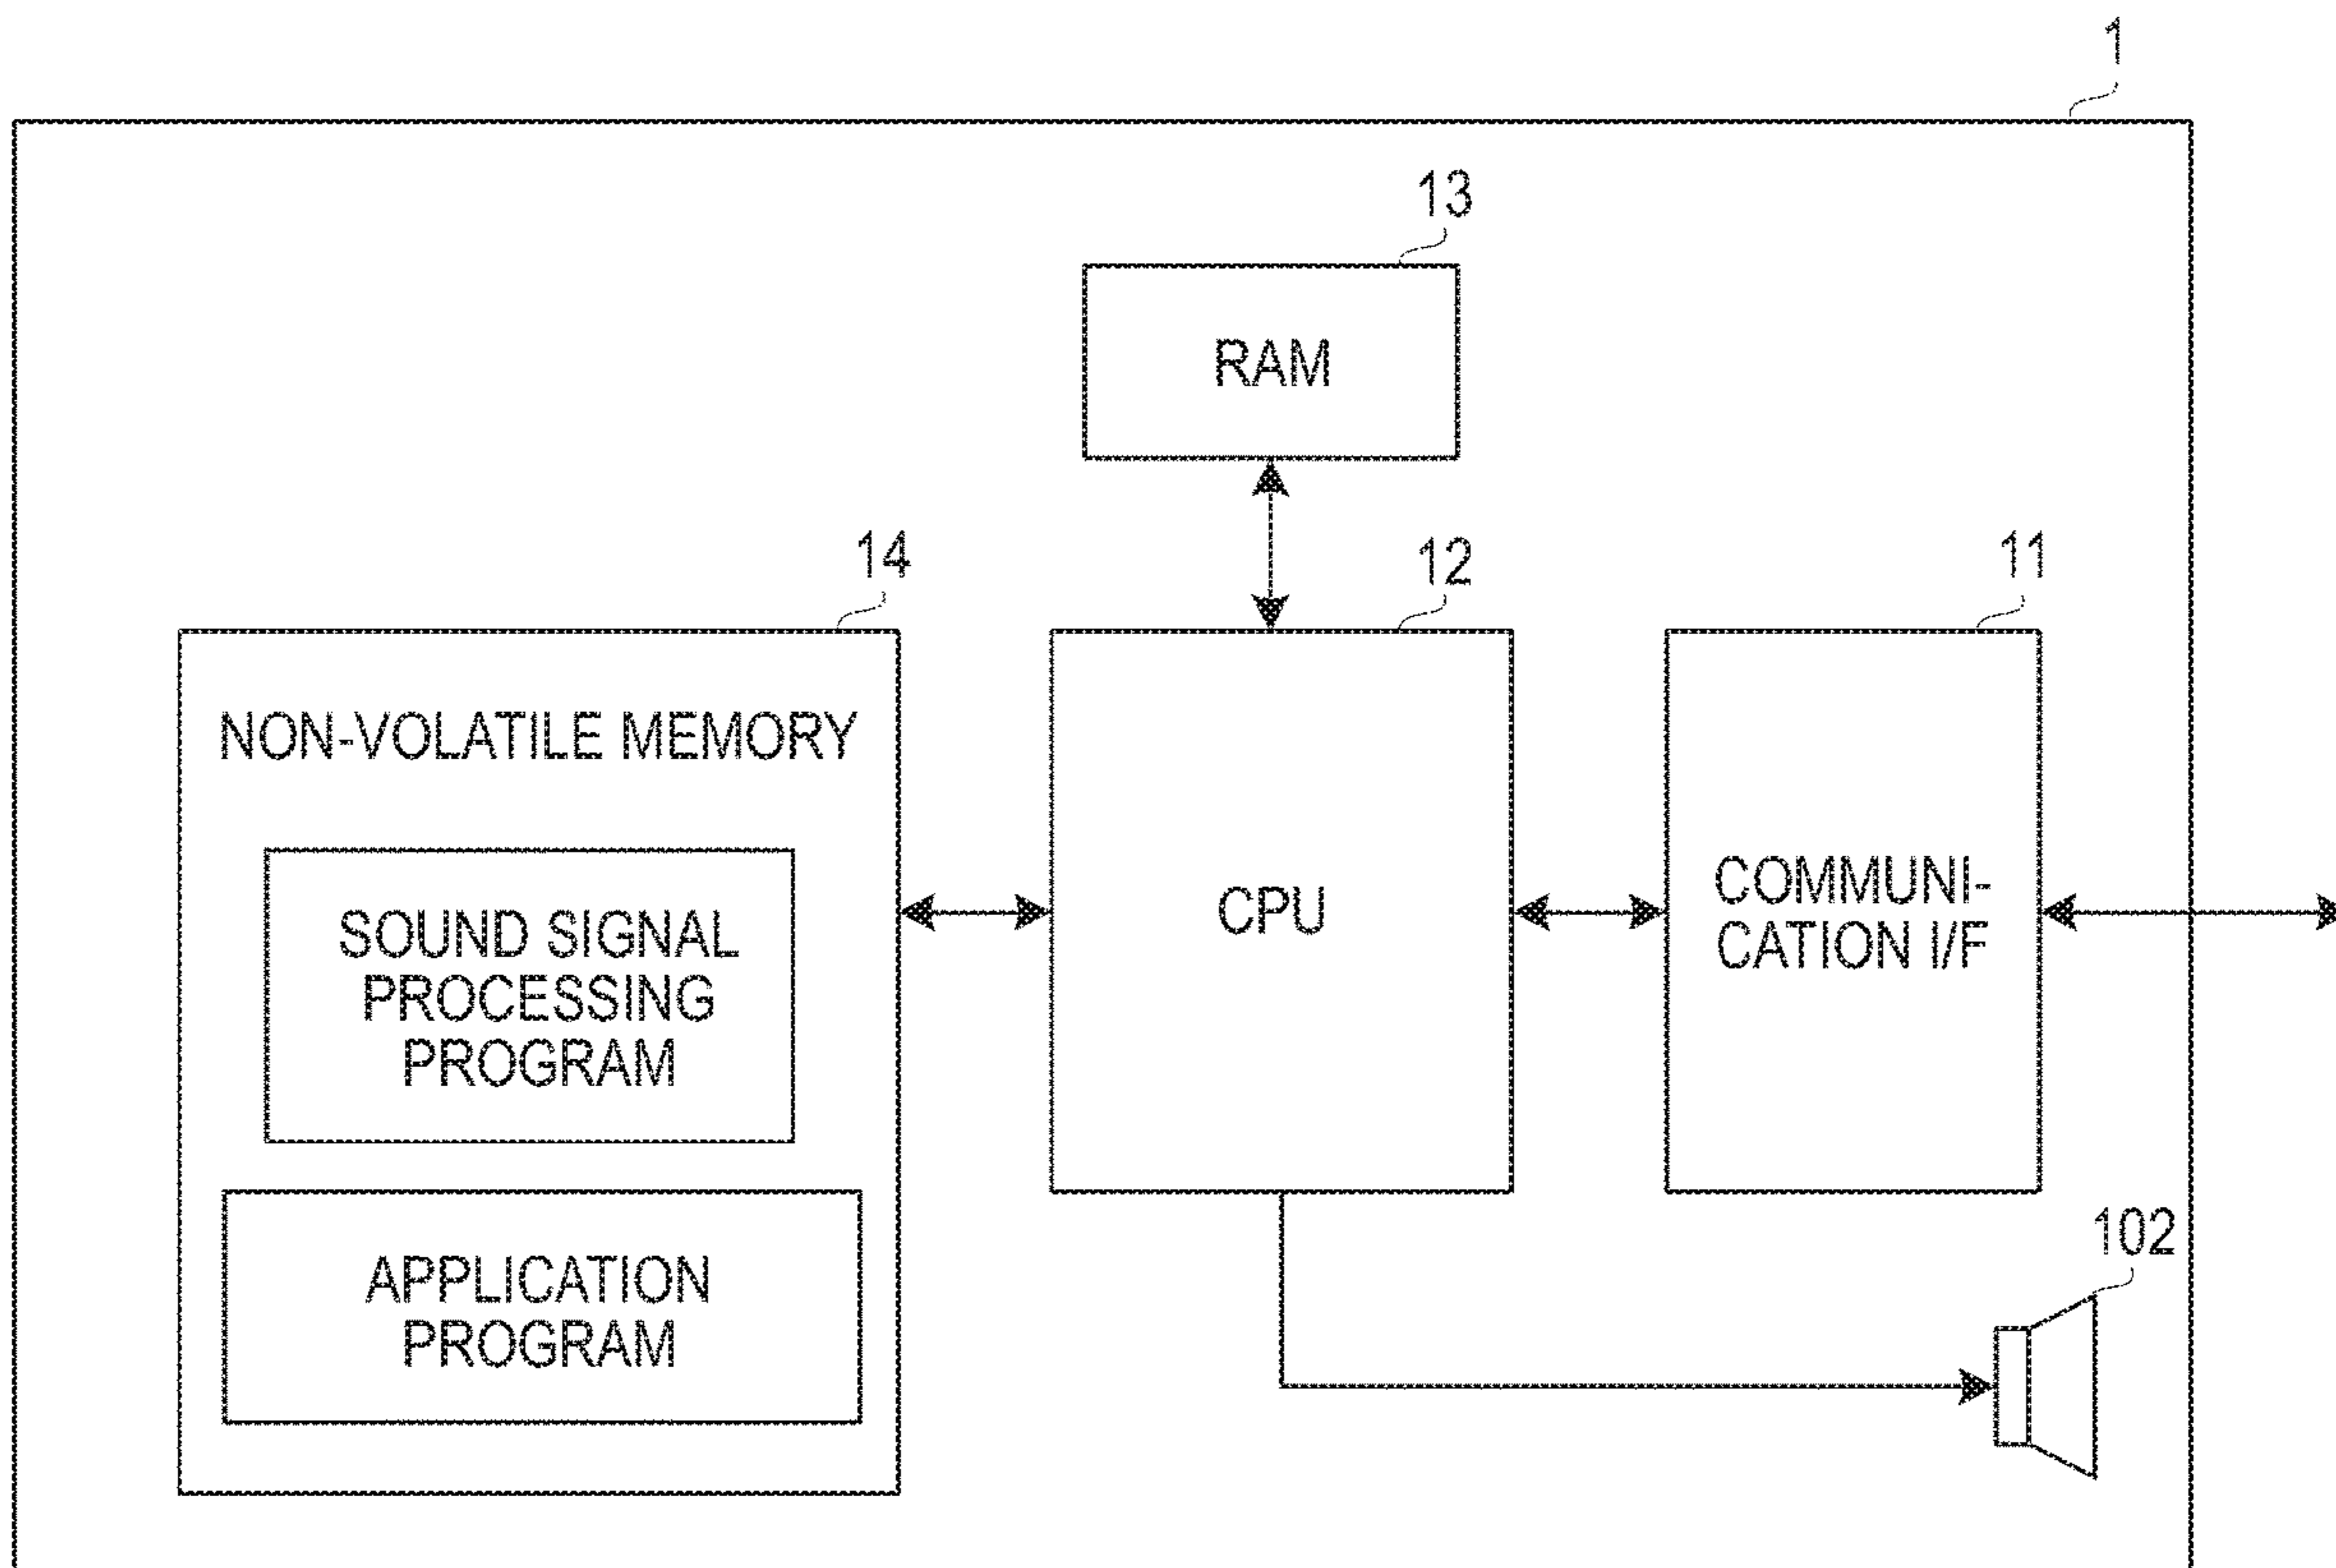 1
13
RAM
14
12
11
NON-VOLATILE MEMORY
SOUND SIGNAL
PROCESSING
PROGRAM
CPU
COMMUNI-
CATION I/F
102
APPLICATION
PROGRAM